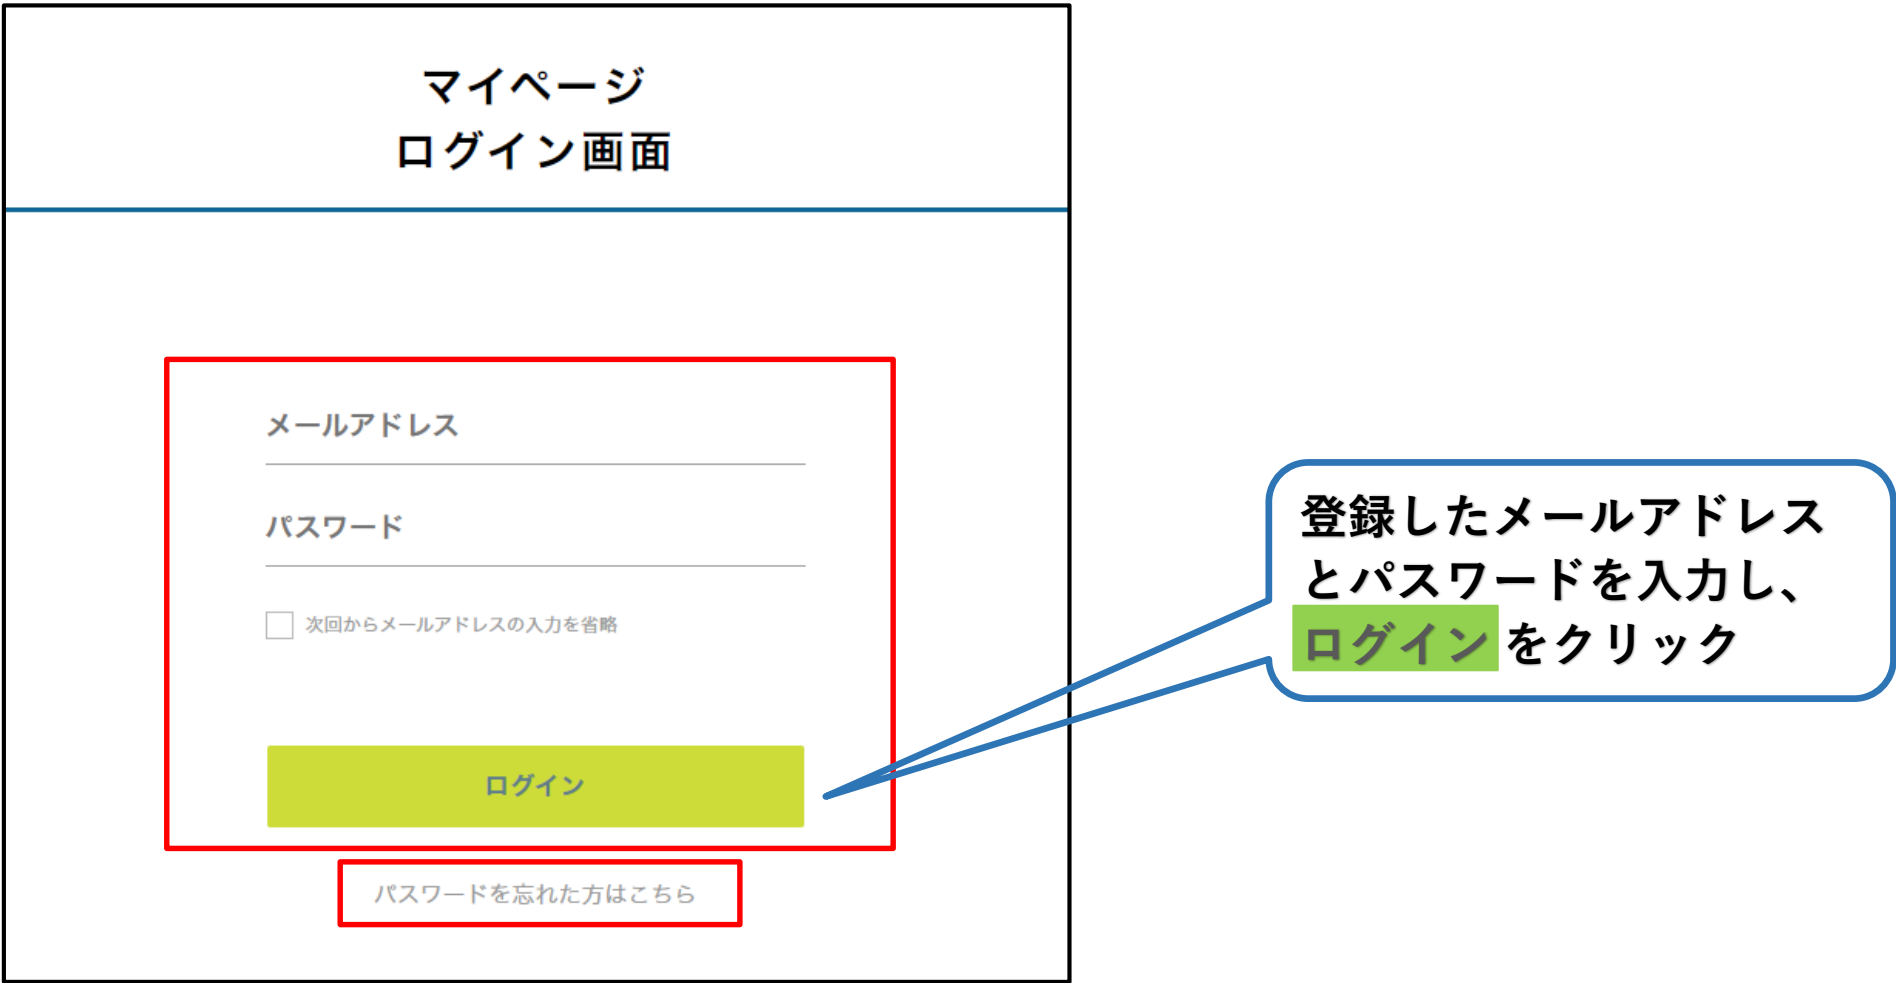 マイページ
ログイン画面
メールアドレス
パスワード
次回からメールアドレスの入力を省略
ログイン
パスワードを忘れた方はこちら
登録したメールアドレス
とパスワードを入力し、
ログインをクリック